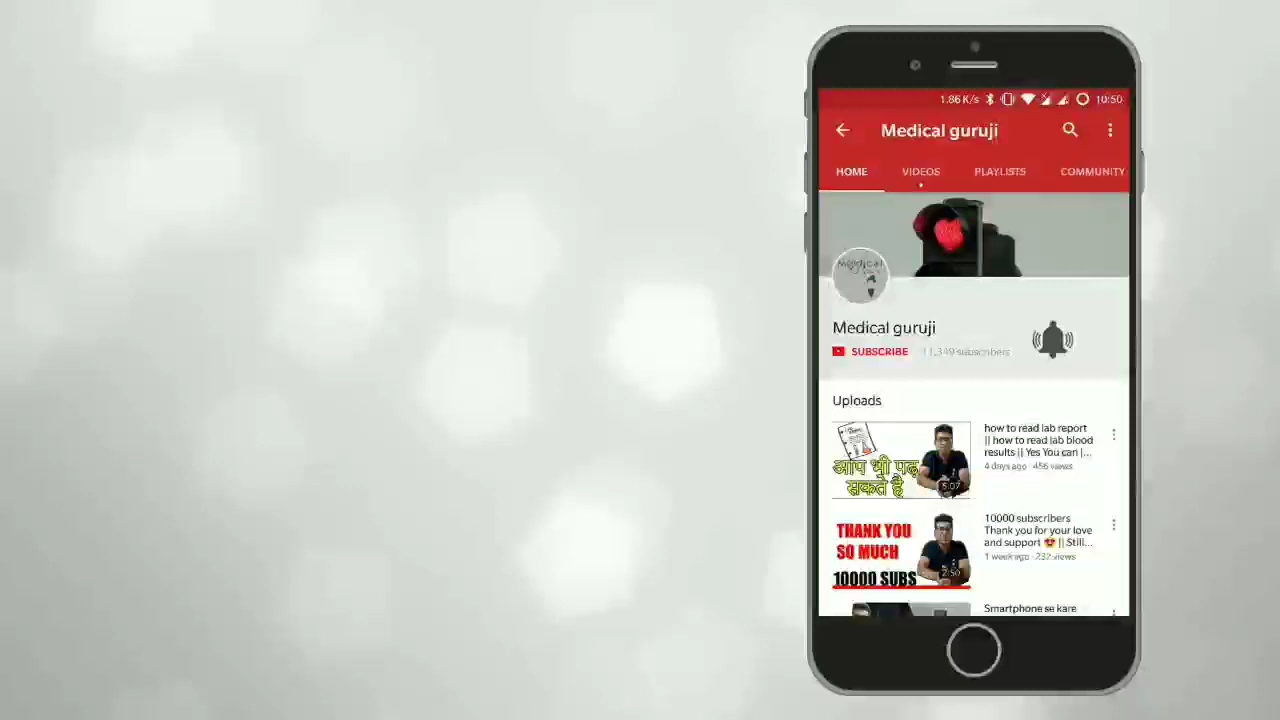 1.86 K/s 10:50
Medical guruji
HOME VIDEOS PLAYLISTS COMMUNITY
Medical guruji
SUBSCRIBE 11,349 subscribers
Uploads
how to read lab report
|| how to read lab blood
results || Yes You can |...
4 days ago · 456 views
आप भी पढ़
सकते है
5:07
10000 subscribers
Thank you for your love
and support 😍 || Still...
1 week ago · 232 views
THANK YOU
SO MUCH
10000 SUBS
2:50
Smartphone se kare